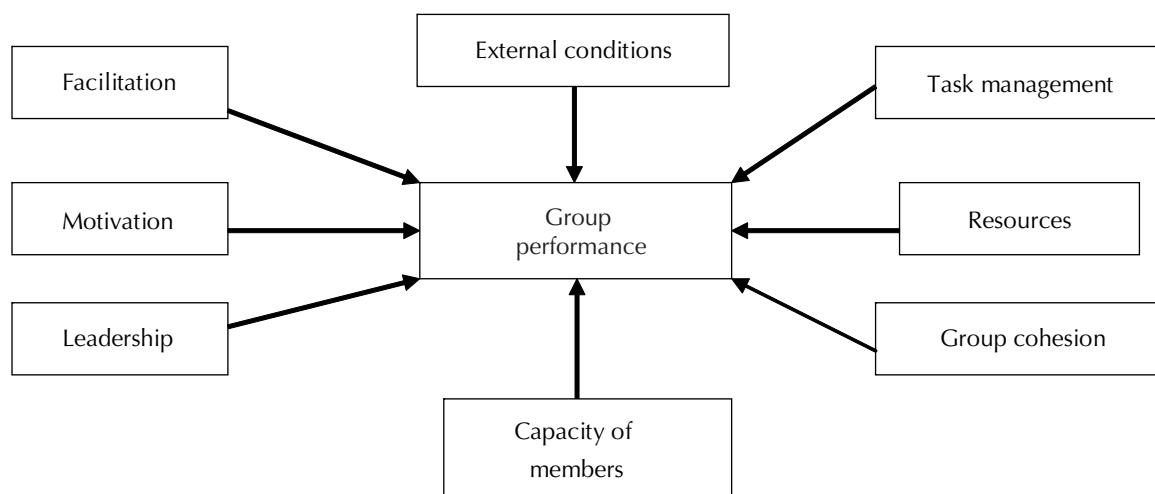 External conditions
Facilitation
Task management
Motivation
Group
performance
Resources
Leadership
Group cohesion
Capacity of
members